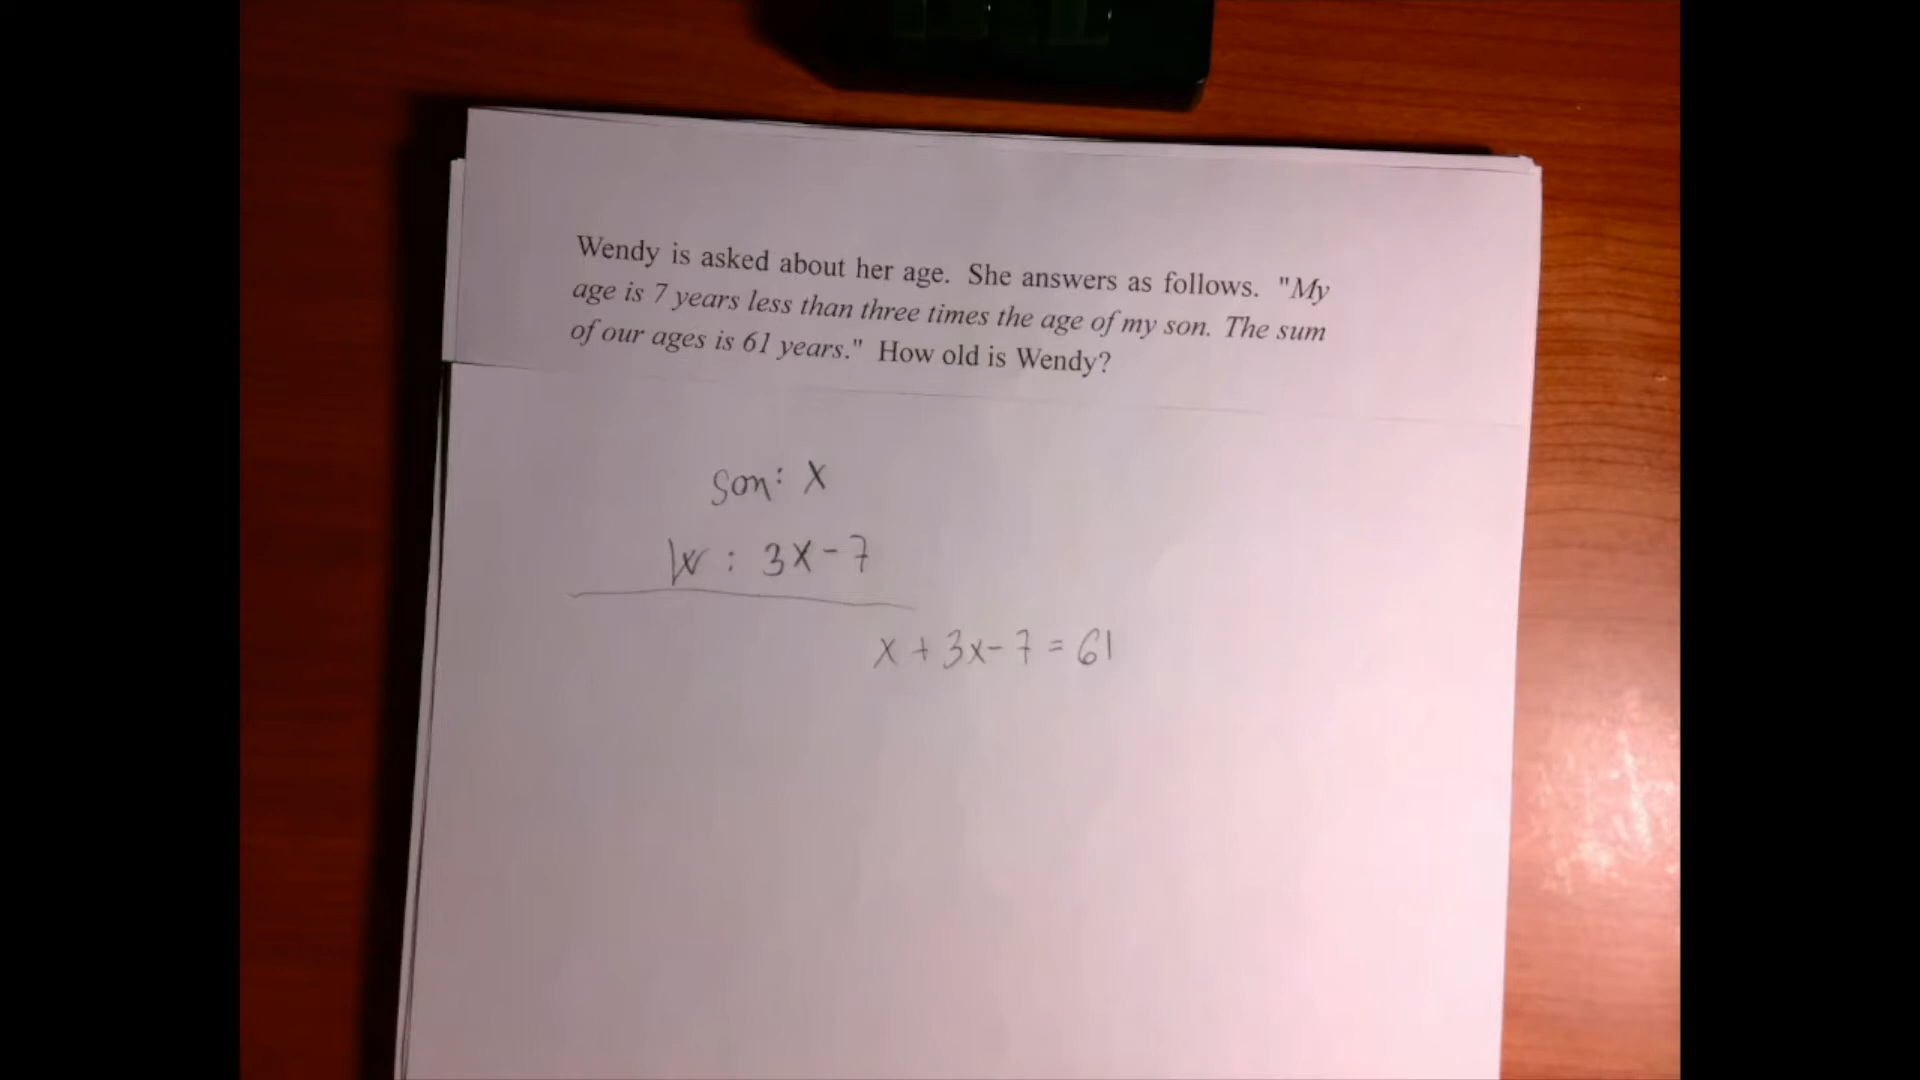 Wendy is asked about her age. She answers as follows. "My
age is 7 years less than three times the age of my son. The sum
of our ages is 61 years." How old is Wendy?
Son: X
W : 3X - 7
x + 3x - 7 = 61